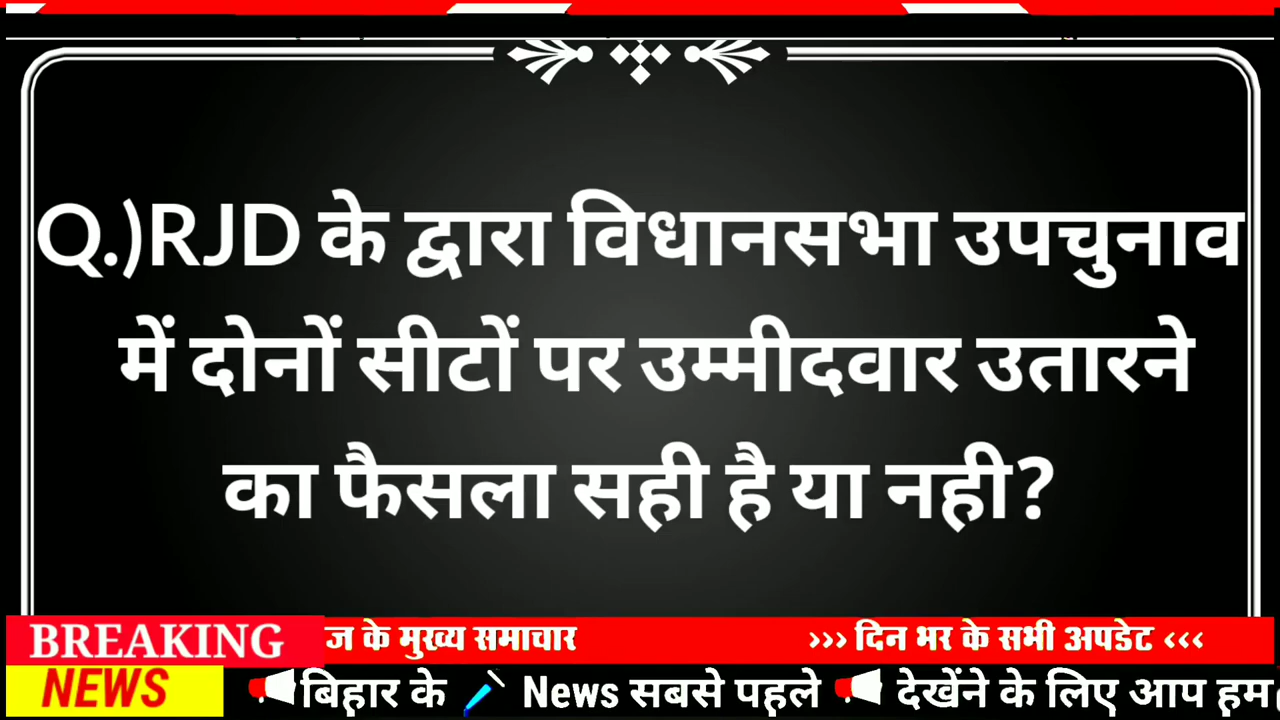 Q.)RJD के द्वारा विधानसभा उपचुनाव
में दोनों सीटों पर उम्मीदवार उतारने
का फैसला सही है या नही?
BREAKING
ज के मुख्य समाचार >>> दिन भर के सभी अपडेट <<<
NEWS
बिहार के News सबसे पहले देखेंने के लिए आप हम